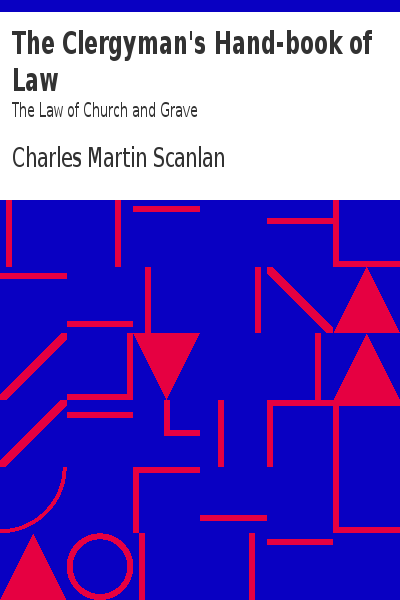 The Clergyman's Hand-book of
Law
The Law of Church and Grave
Charles Martin Scanlan